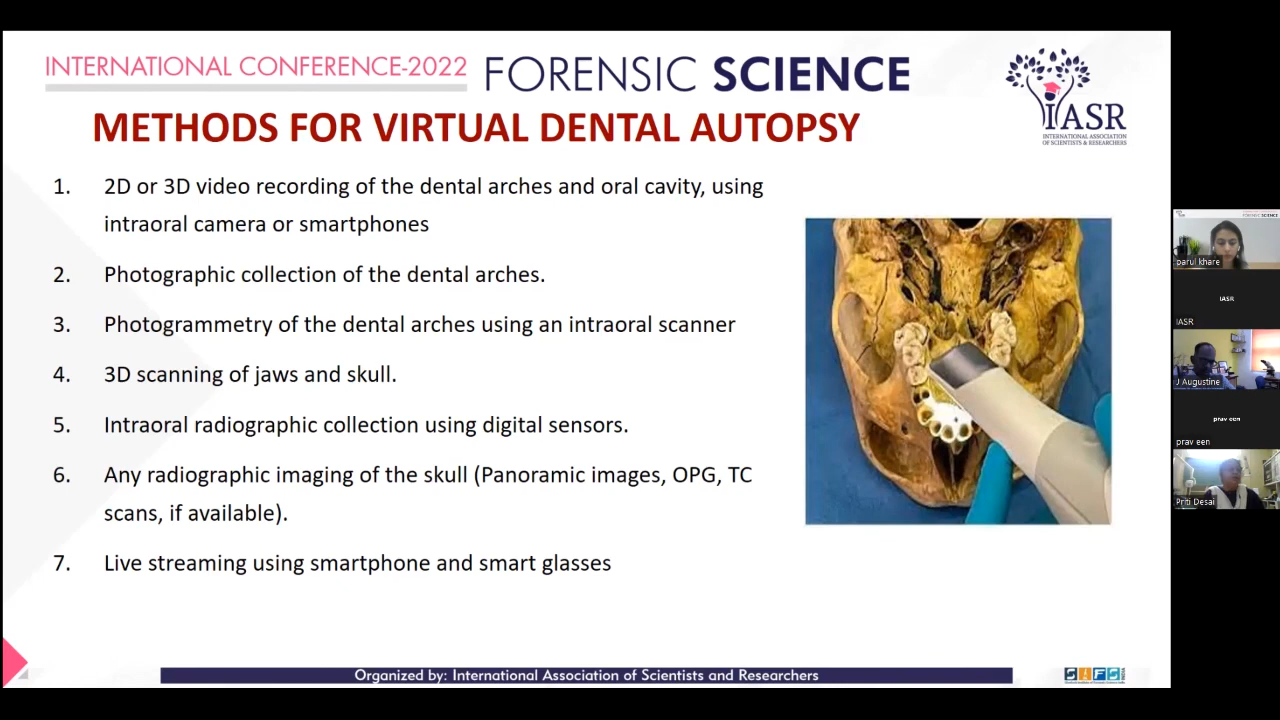 INTERNATIONAL CONFERENCE-2022 FORENSIC SCIENCE
IASR
INTERNATIONAL ASSOCIATION
OF SCIENTISTS & RESEARCHERS
METHODS FOR VIRTUAL DENTAL AUTOPSY
1. 2D or 3D video recording of the dental arches and oral cavity, using
intraoral camera or smartphones
2. Photographic collection of the dental arches.
3. Photogrammetry of the dental arches using an intraoral scanner
4. 3D scanning of jaws and skull.
5. Intraoral radiographic collection using digital sensors.
6. Any radiographic imaging of the skull (Panoramic images, OPG, TC
scans, if available).
7. Live streaming using smartphone and smart glasses
Organized by: International Association of Scientists and Researchers
SIFS
parul khare
IASR
IASR
J Augustine
prav een
prav een
Priti Desai